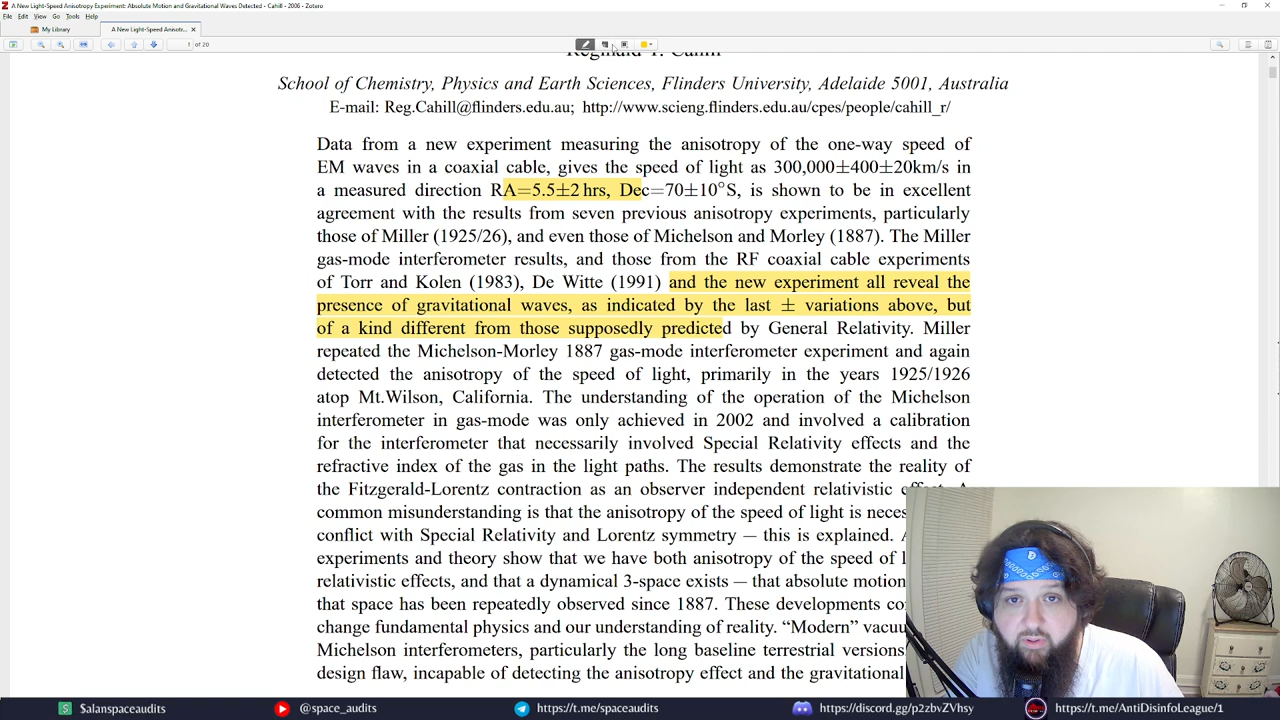 A New Light-Speed Anisotropy Experiment: Absolute Motion and Gravitational Waves Detected - Cahill - 2006 - Zotero
File Edit View Go Tools Help
My Library
A New Light-Speed Anisotr...
1 of 20
Reginald T. Cahill
School of Chemistry, Physics and Earth Sciences, Flinders University, Adelaide 5001, Australia
E-mail: Reg.Cahill@flinders.edu.au; http://www.scieng.flinders.edu.au/cpes/people/cahill_r/
Data from a new experiment measuring the anisotropy of the one-way speed of
EM waves in a coaxial cable, gives the speed of light as 300,000±400±20km/s in
a measured direction RA=5.5±2 hrs, Dec=70±10°S, is shown to be in excellent
agreement with the results from seven previous anisotropy experiments, particularly
those of Miller (1925/26), and even those of Michelson and Morley (1887). The Miller
gas-mode interferometer results, and those from the RF coaxial cable experiments
of Torr and Kolen (1983), De Witte (1991) and the new experiment all reveal the
presence of gravitational waves, as indicated by the last ± variations above, but
of a kind different from those supposedly predicted by General Relativity. Miller
repeated the Michelson-Morley 1887 gas-mode interferometer experiment and again
detected the anisotropy of the speed of light, primarily in the years 1925/1926
atop Mt.Wilson, California. The understanding of the operation of the Michelson
interferometer in gas-mode was only achieved in 2002 and involved a calibration
for the interferometer that necessarily involved Special Relativity effects and the
refractive index of the gas in the light paths. The results demonstrate the reality of
the Fitzgerald-Lorentz contraction as an observer independent relativistic
common misunderstanding is that the anisotropy of the speed of light is
conflict with Special Relativity and Lorentz symmetry — this is explained.
experiments and theory show that we have both anisotropy of the speed of
relativistic effects, and that a dynamical 3-space exists — that absolute motion
that space has been repeatedly observed since 1887. These developments
change fundamental physics and our understanding of reality. “Modern”
Michelson interferometers, particularly the long baseline terrestrial versions
design flaw, incapable of detecting the anisotropy effect and the gravitational
$alanspaceaudits
@space_audits
https://t.me/spaceaudits
https://discord.gg/p2zbvZVhsy
https://t.me/AntiDisinfoLeague/1